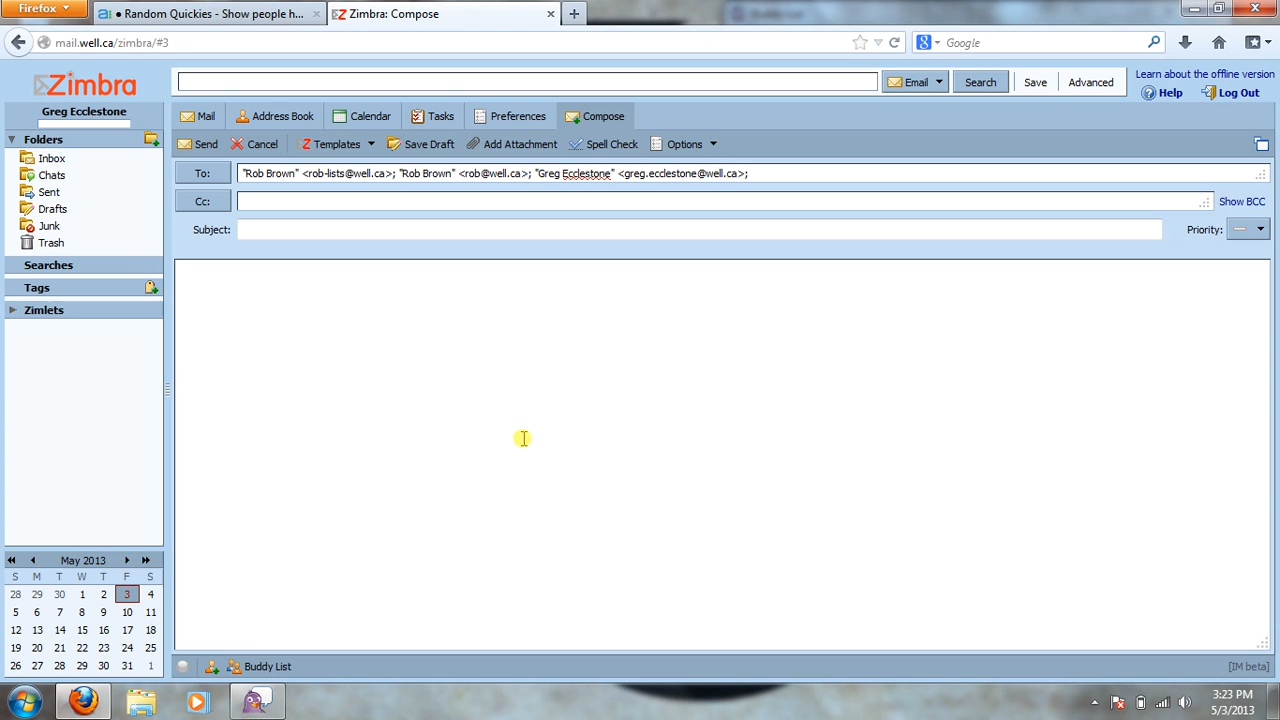 Firefox
● Random Quickies - Show people h...
Zimbra: Compose
mail.well.ca/zimbra/#3
Google
Zimbra
Email
Search
Save
Advanced
Learn about the offline version
Help
Log Out
Greg Ecclestone
Mail
Address Book
Calendar
Tasks
Preferences
Compose
Folders
Inbox
Chats
Sent
Drafts
Junk
Trash
Searches
Tags
Zimlets
Send
Cancel
Templates
Save Draft
Add Attachment
Spell Check
Options
To:
"Rob Brown" <rob-lists@well.ca>; "Rob Brown" <rob@well.ca>; "Greg Ecclestone" <greg.ecclestone@well.ca>;
Cc:
Show BCC
Subject:
Priority:
May 2013
S M T W T F S
28 29 30 1 2 3 4
5 6 7 8 9 10 11
12 13 14 15 16 17 18
19 20 21 22 23 24 25
26 27 28 29 30 31 1
Buddy List
[IM beta]
3:23 PM
5/3/2013